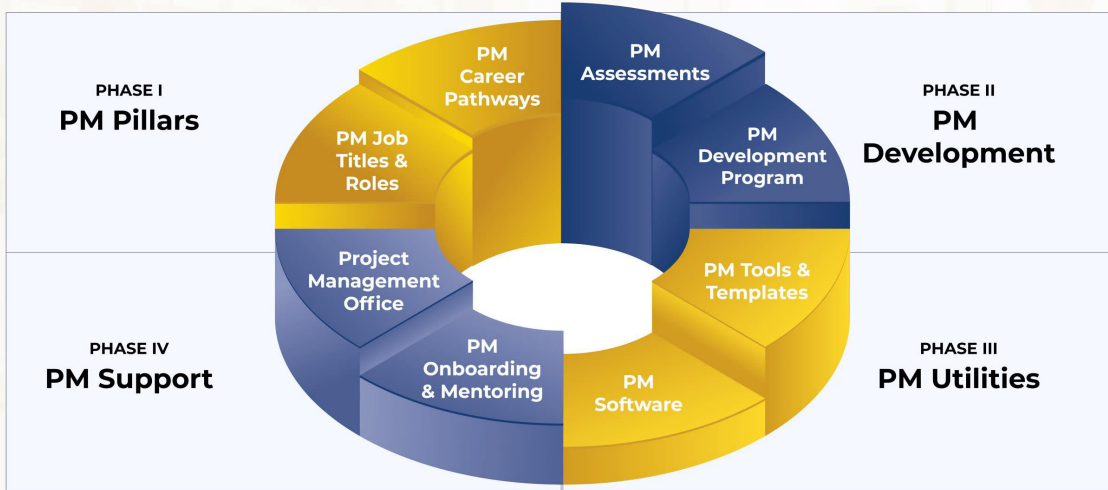 PHASE I
PM Pillars
PM Job
Titles &
Roles
PM
Career
Pathways
PHASE II
PM
Development
PM
Assessments
PM
Development
Program
PHASE III
PM Utilities
PM Tools &
Templates
PM
Software
PHASE IV
PM Support
PM
Onboarding
& Mentoring
Project
Management
Office